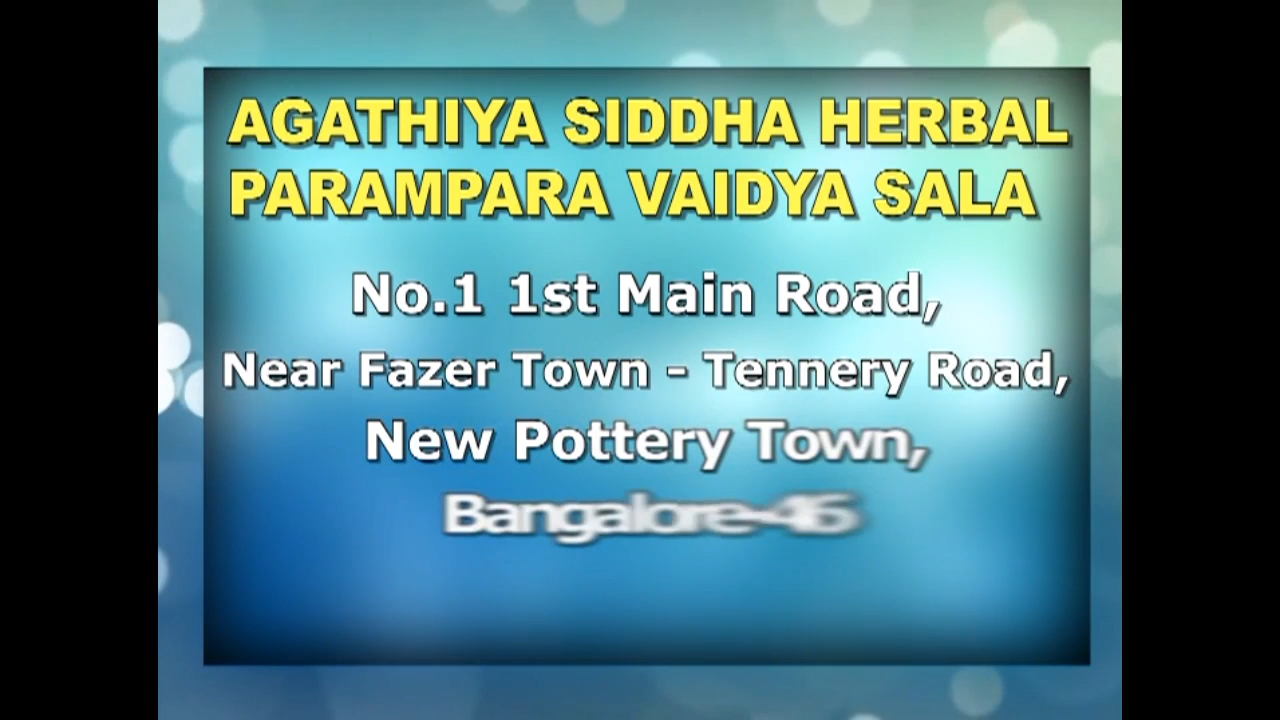 AGATHIYA SIDDHA HERBAL
PARAMPARA VAIDYA SALA
No.1 1st Main Road,
Near Fazer Town - Tennery Road,
New Pottery Town,
Bangalore-46